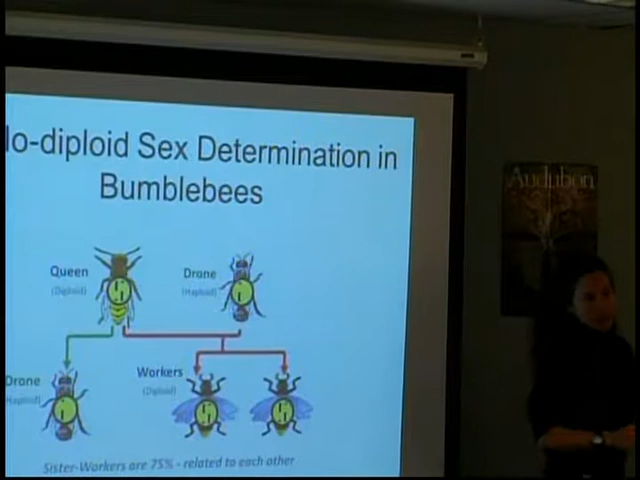 lo-diploid Sex Determination in
Bumblebees
Queen
(Diploid)
Drone
(Haploid)
Drone
Haploid)
Workers
(Diploid)
Sister-Workers are 75% - related to each other
Audubon